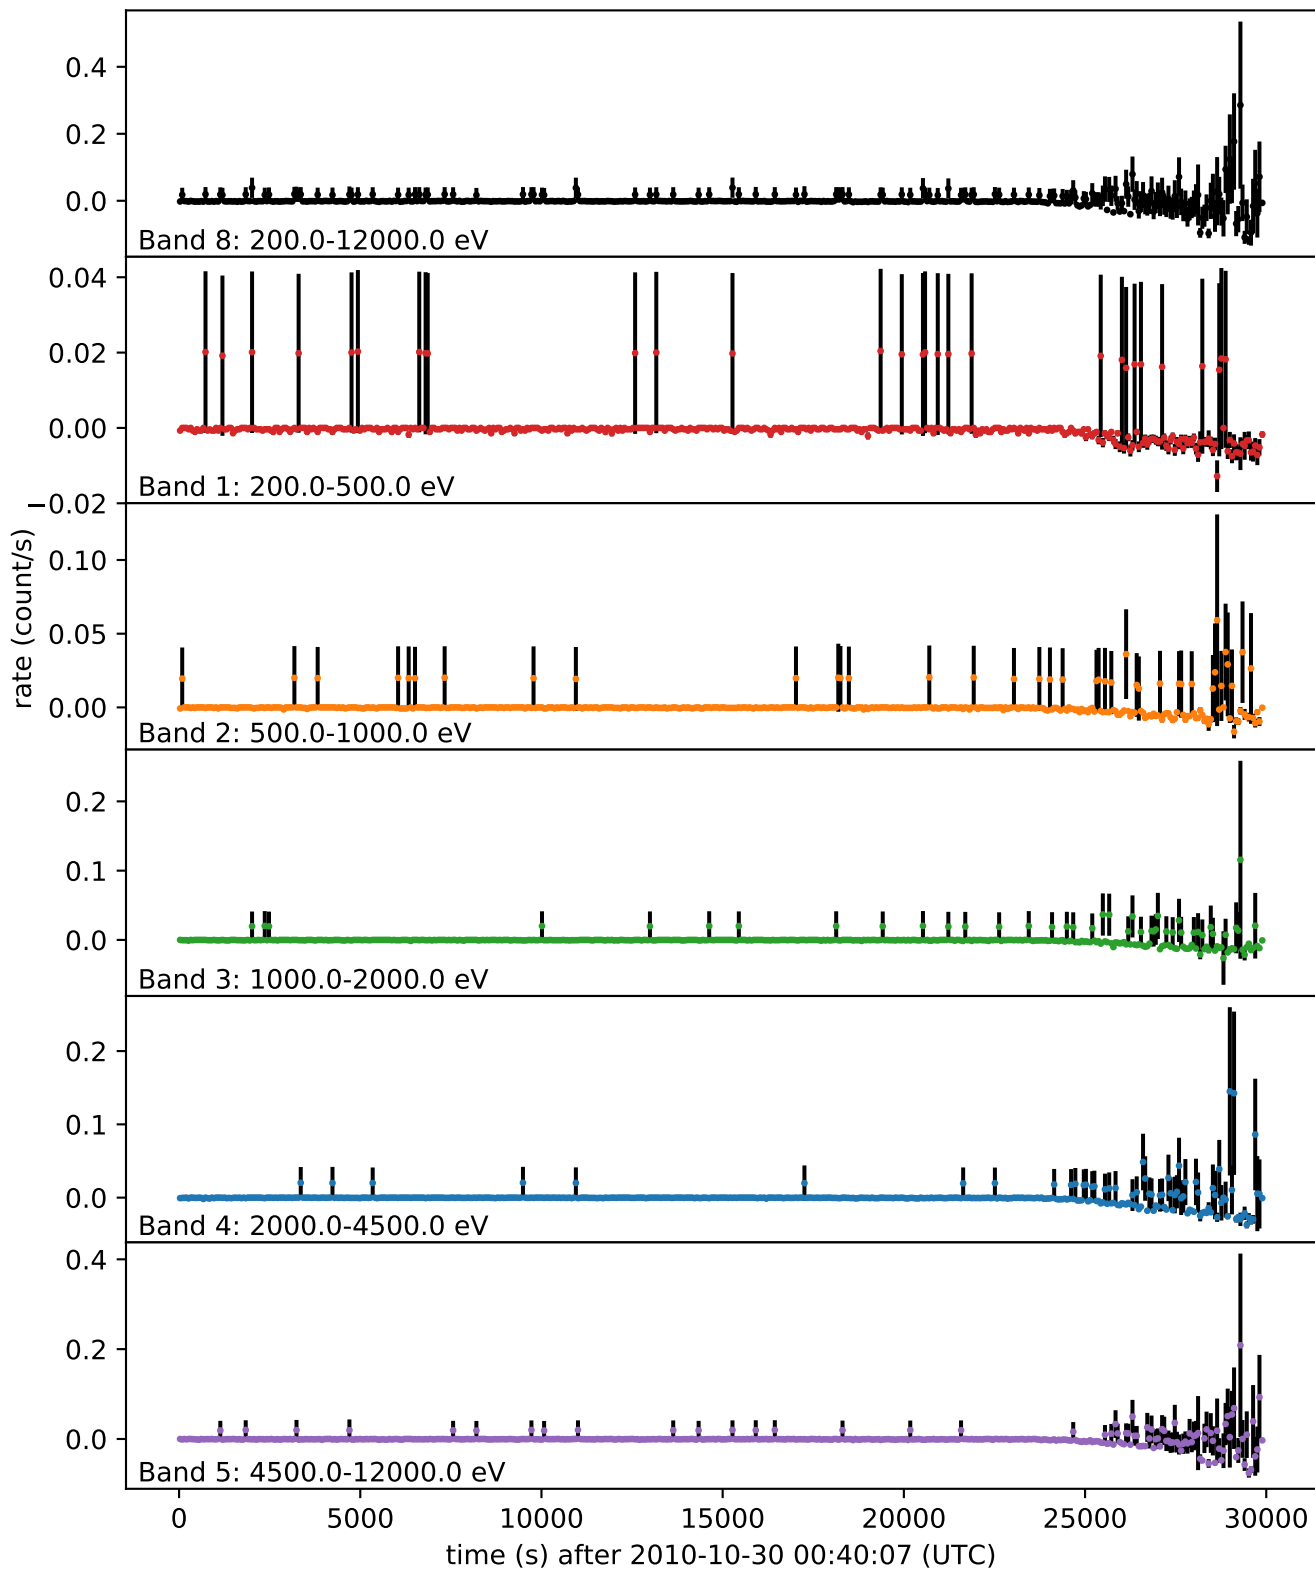 0.4
0.2
0.0
Band 8: 200.0-12000.0 eV
0.04
0.02
0.00
−0.02
Band 1: 200.0-500.0 eV
0.10
0.05
0.00
Band 2: 500.0-1000.0 eV
rate (count/s)
0.2
0.1
0.0
Band 3: 1000.0-2000.0 eV
0.2
0.1
0.0
Band 4: 2000.0-4500.0 eV
0.4
0.2
0.0
Band 5: 4500.0-12000.0 eV
0 5000 10000 15000 20000 25000 30000
time (s) after 2010-10-30 00:40:07 (UTC)